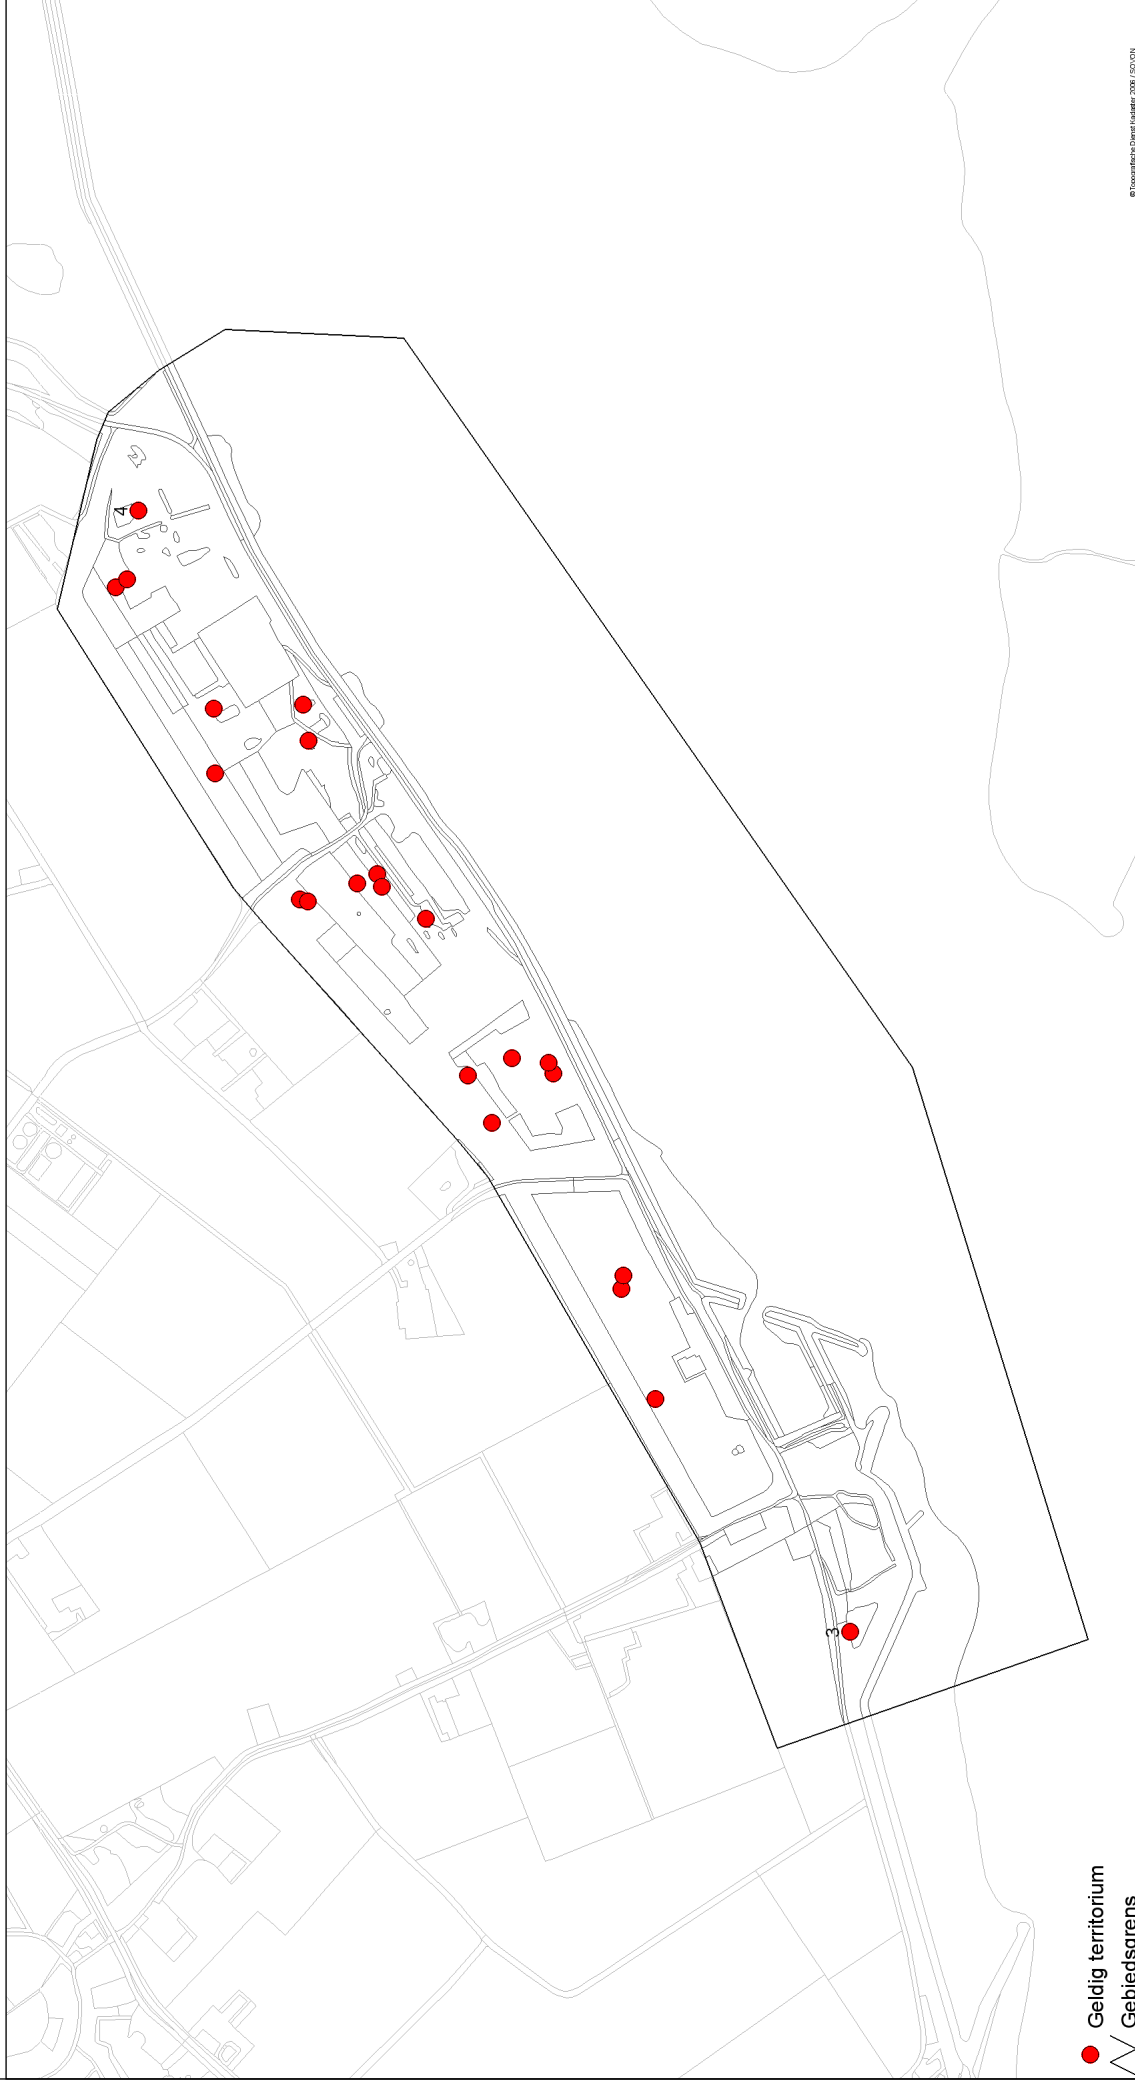 © Topografische Dienst Kadaster 2006 / SOVON
4
3
Geldig territorium
Gebiedsgrens